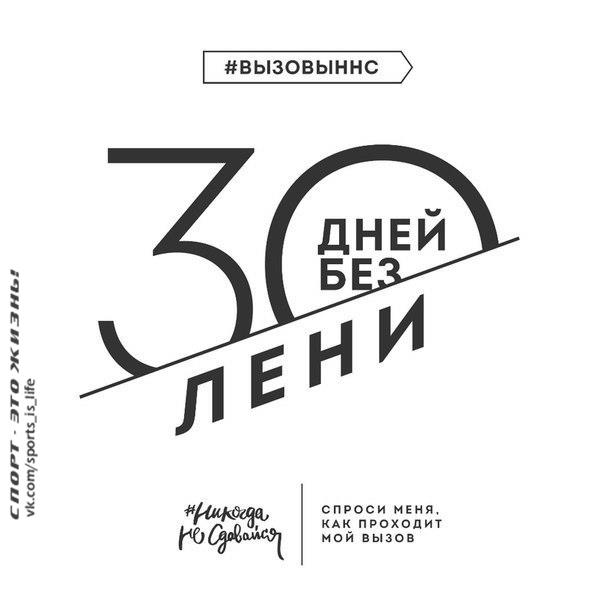 #ВЫЗОВЫННС
30
ДНЕЙ
БЕЗ
ЛЕНИ
#Никогда
не Сдавайся
СПРОСИ МЕНЯ,
КАК ПРОХОДИТ
МОЙ ВЫЗОВ
СПОРТ - ЭТО ЖИЗНЬ!
vk.com/sports_is_life